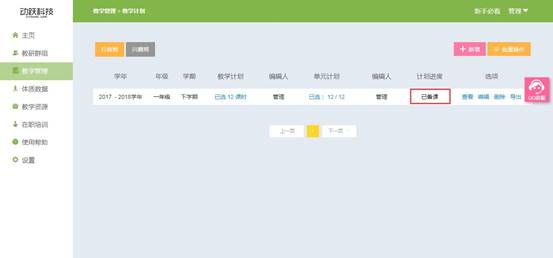 动跃科技
教学管理 > 教学计划
新手必看 管理
主页
教研群组
教学管理
体质数据
教学资源
在职培训
使用帮助
设置
行政班
兴趣班
新增
批量操作
学年 年级 学期 教学计划 编辑人 单元计划 编辑人 计划进度 选项
2017 - 2018学年 一年级 下学期 已选 12 课时 管理 已选： 12 / 12 管理 已备课 查看 编辑 删除 导出
上一页 1 下一页
QQ客服